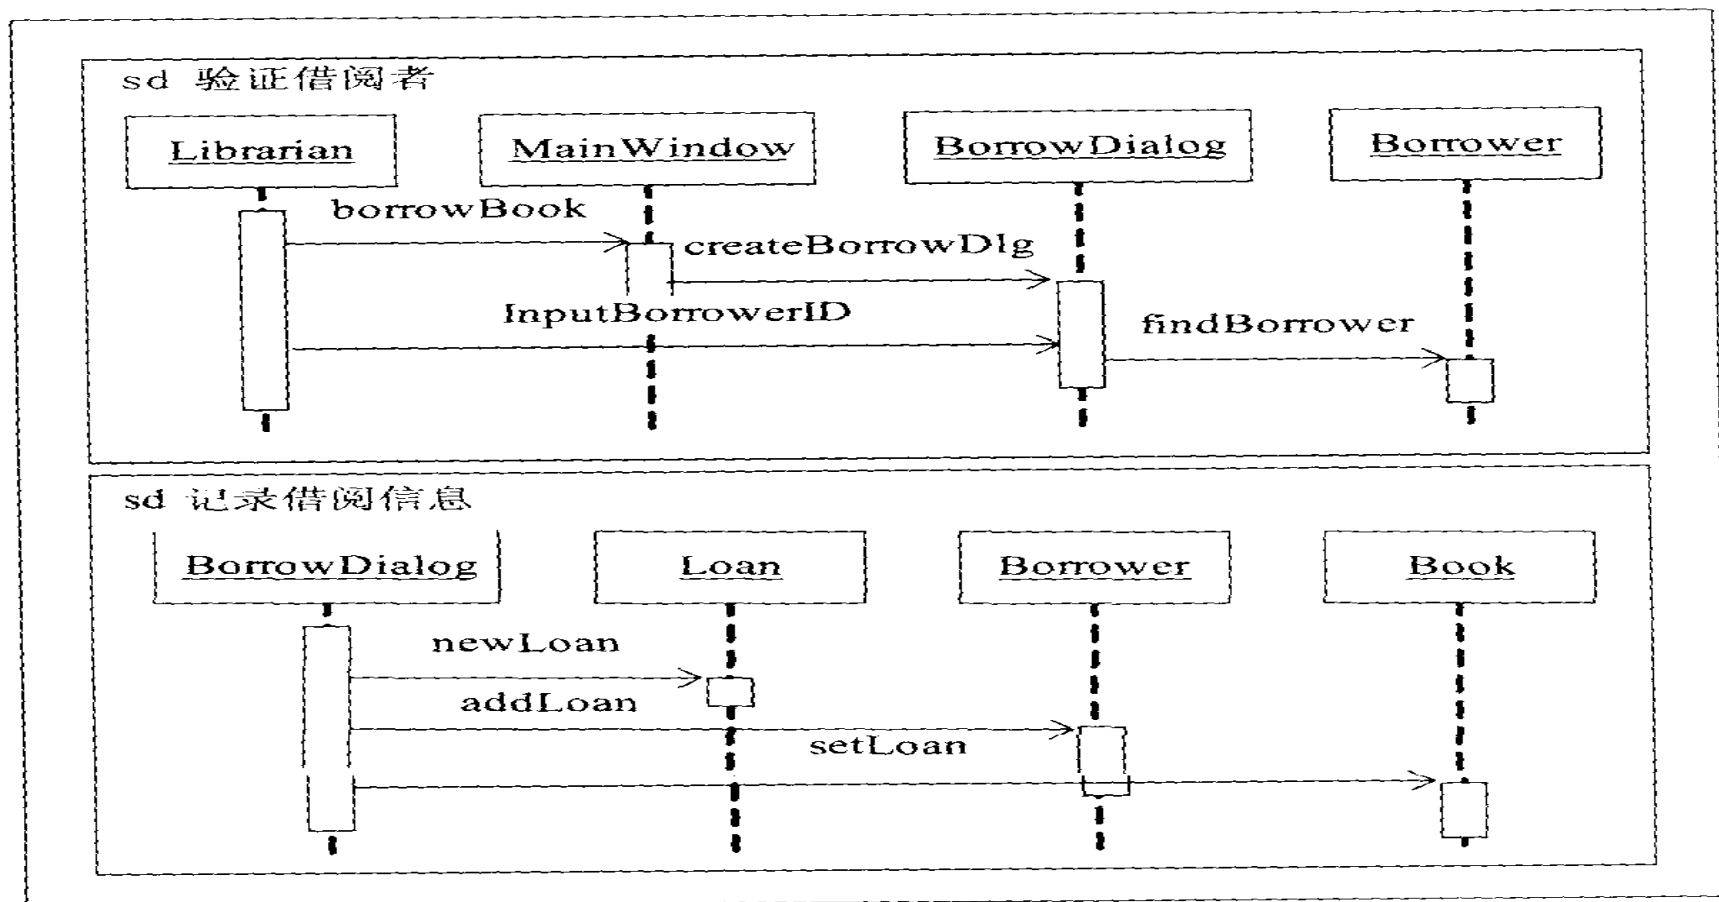 sd 验证借阅者
Librarian
MainWindow
BorrowDialog
Borrower
borrowBook
createBorrowDlg
InputBorrowerID
findBorrower
sd 记录借阅信息
BorrowDialog
Loan
Borrower
Book
newLoan
addLoan
setLoan